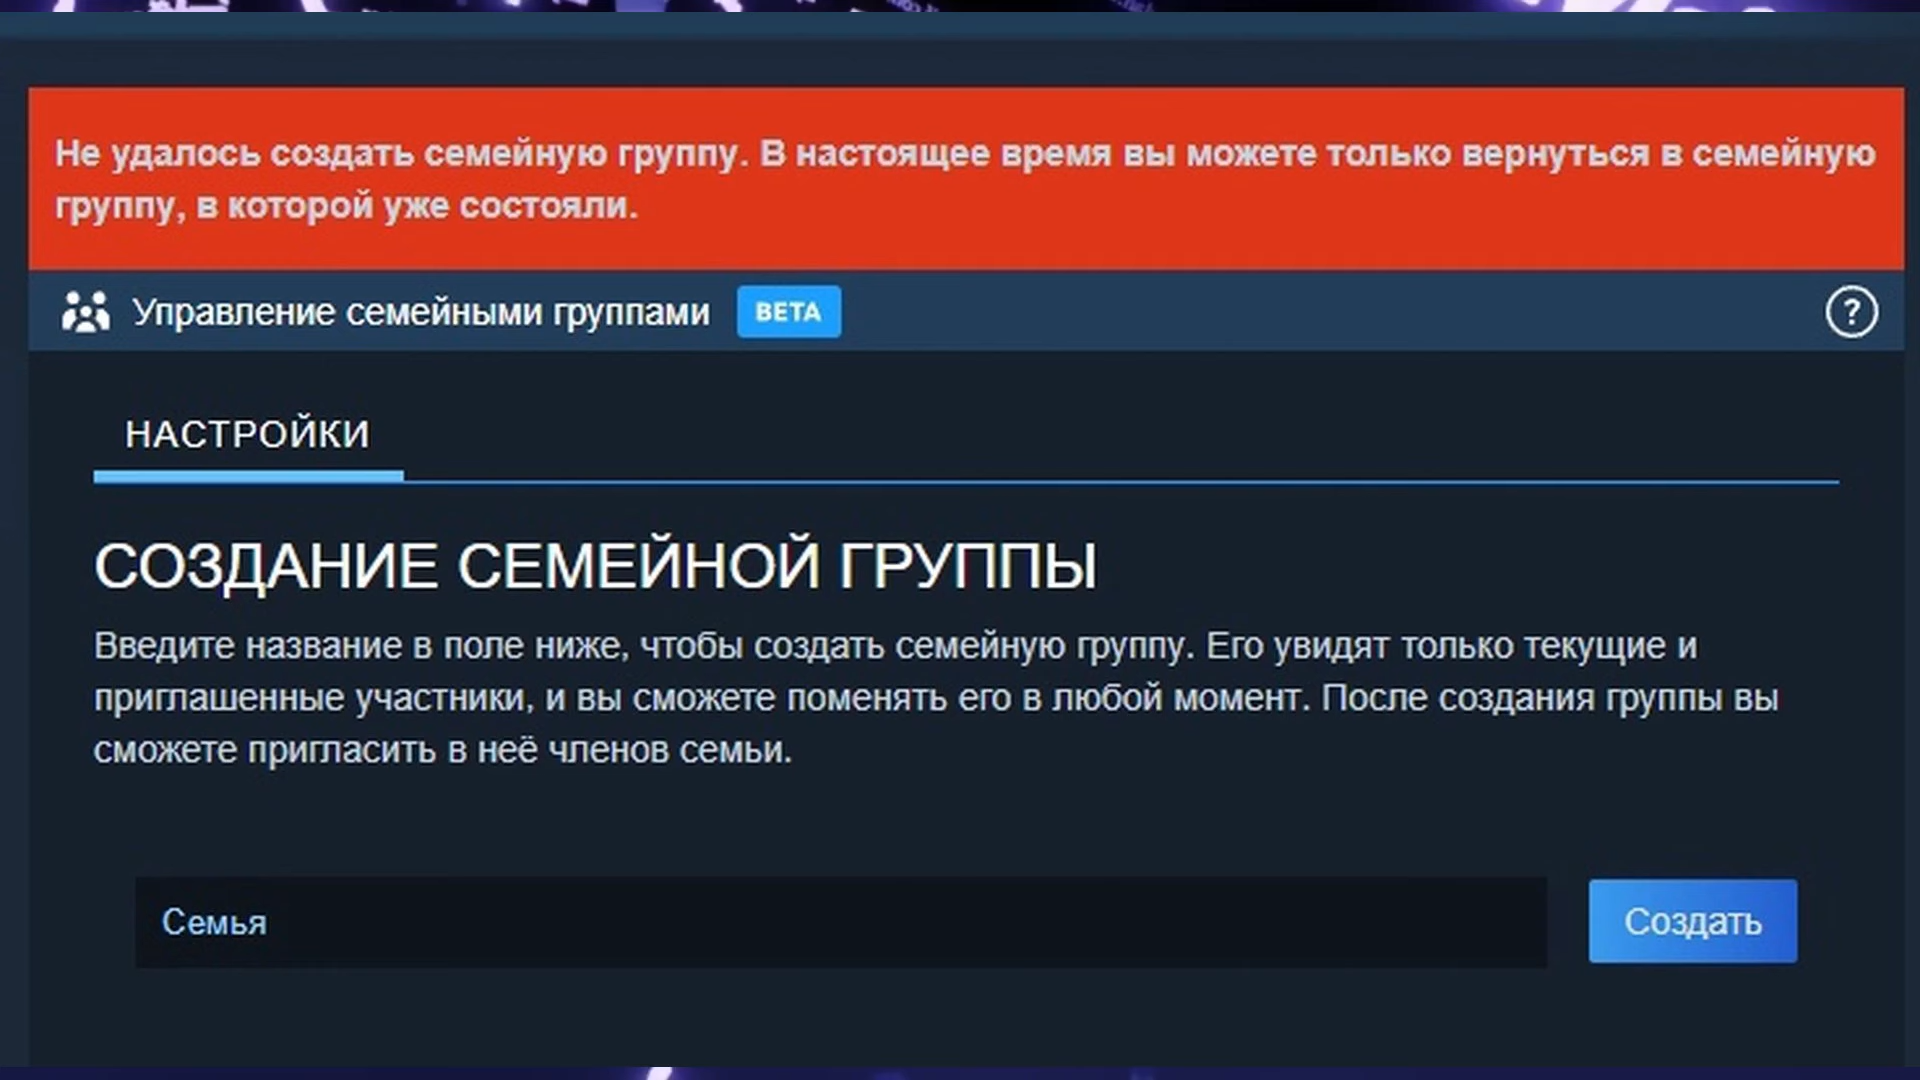 Не удалось создать семейную группу. В настоящее время вы можете только вернуться в семейную
группу, в которой уже состояли.
Управление семейными группами BETA ?
НАСТРОЙКИ
СОЗДАНИЕ СЕМЕЙНОЙ ГРУППЫ
Введите название в поле ниже, чтобы создать семейную группу. Его увидят только текущие и
приглашенные участники, и вы сможете поменять его в любой момент. После создания группы вы
сможете пригласить в неё членов семьи.
Семья Создать